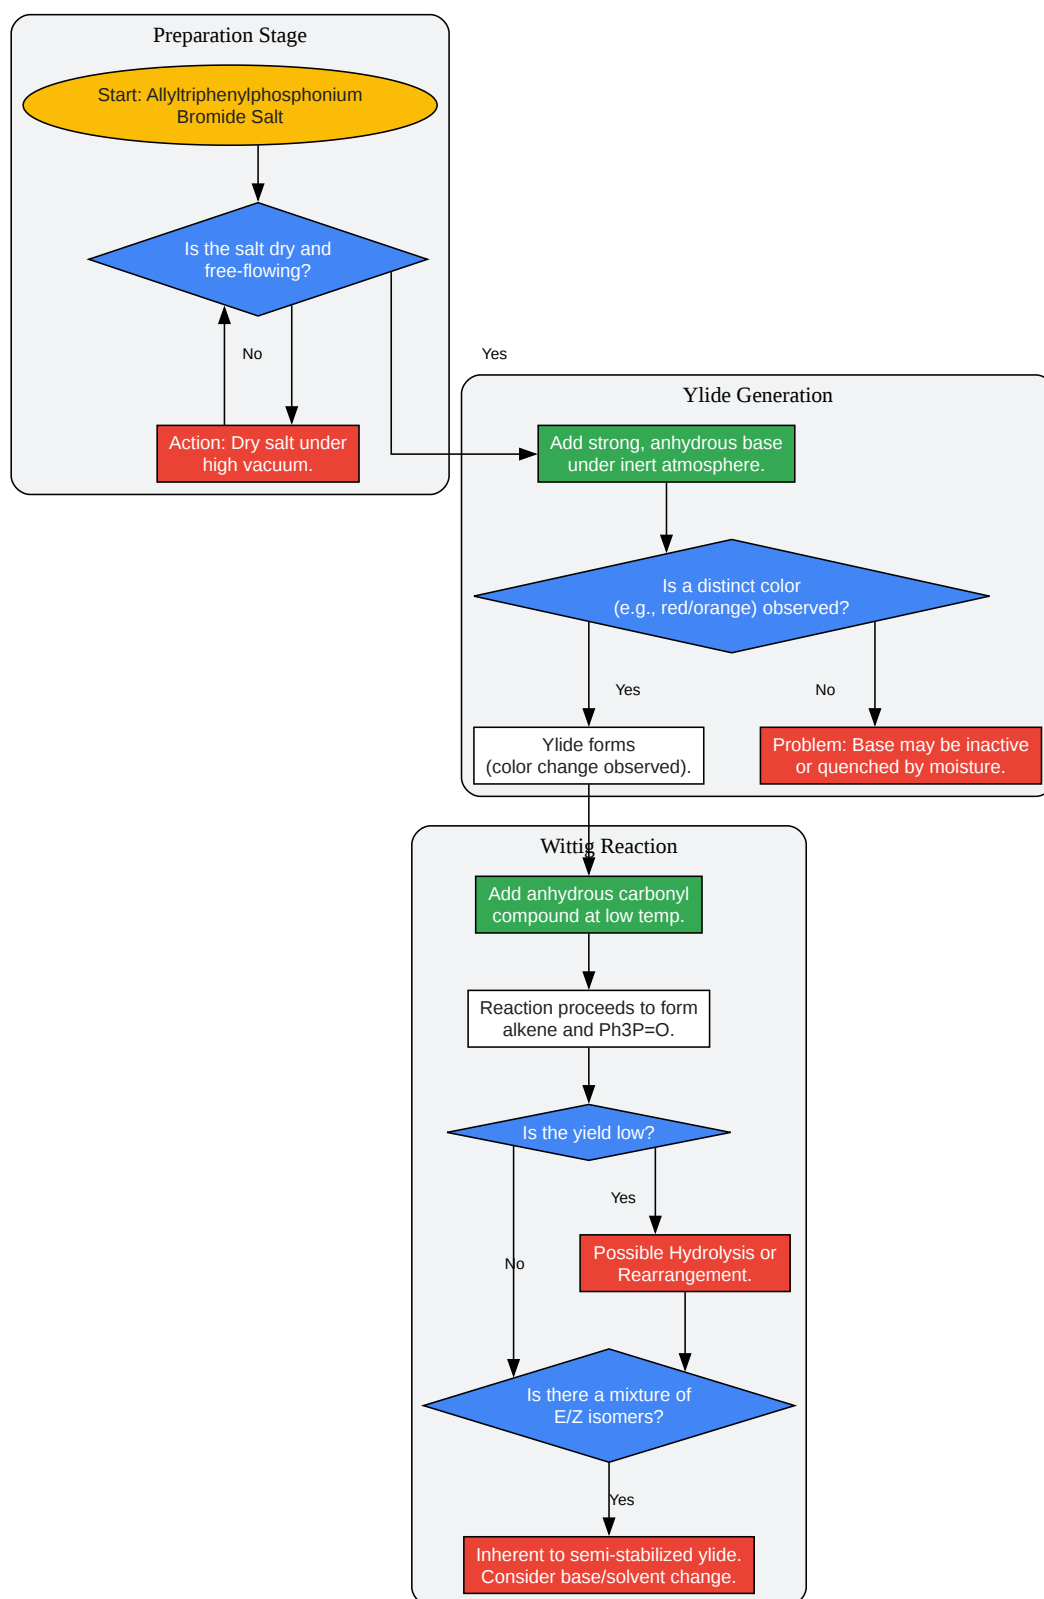 Preparation Stage
Start: Allyltriphenylphosphonium
Bromide Salt
Is the salt dry and
free-flowing?
No
Action: Dry salt under
high vacuum.
Yes
Ylide Generation
Add strong, anhydrous base
under inert atmosphere.
Is a distinct color
(e.g., red/orange) observed?
Yes
No
Ylide forms
(color change observed).
Problem: Base may be inactive
or quenched by moisture.
Wittig Reaction
Add anhydrous carbonyl
compound at low temp.
Reaction proceeds to form
alkene and Ph3P=O.
Is the yield low?
Yes
No
Possible Hydrolysis or
Rearrangement.
Is there a mixture of
E/Z isomers?
Yes
Inherent to semi-stabilized ylide.
Consider base/solvent change.